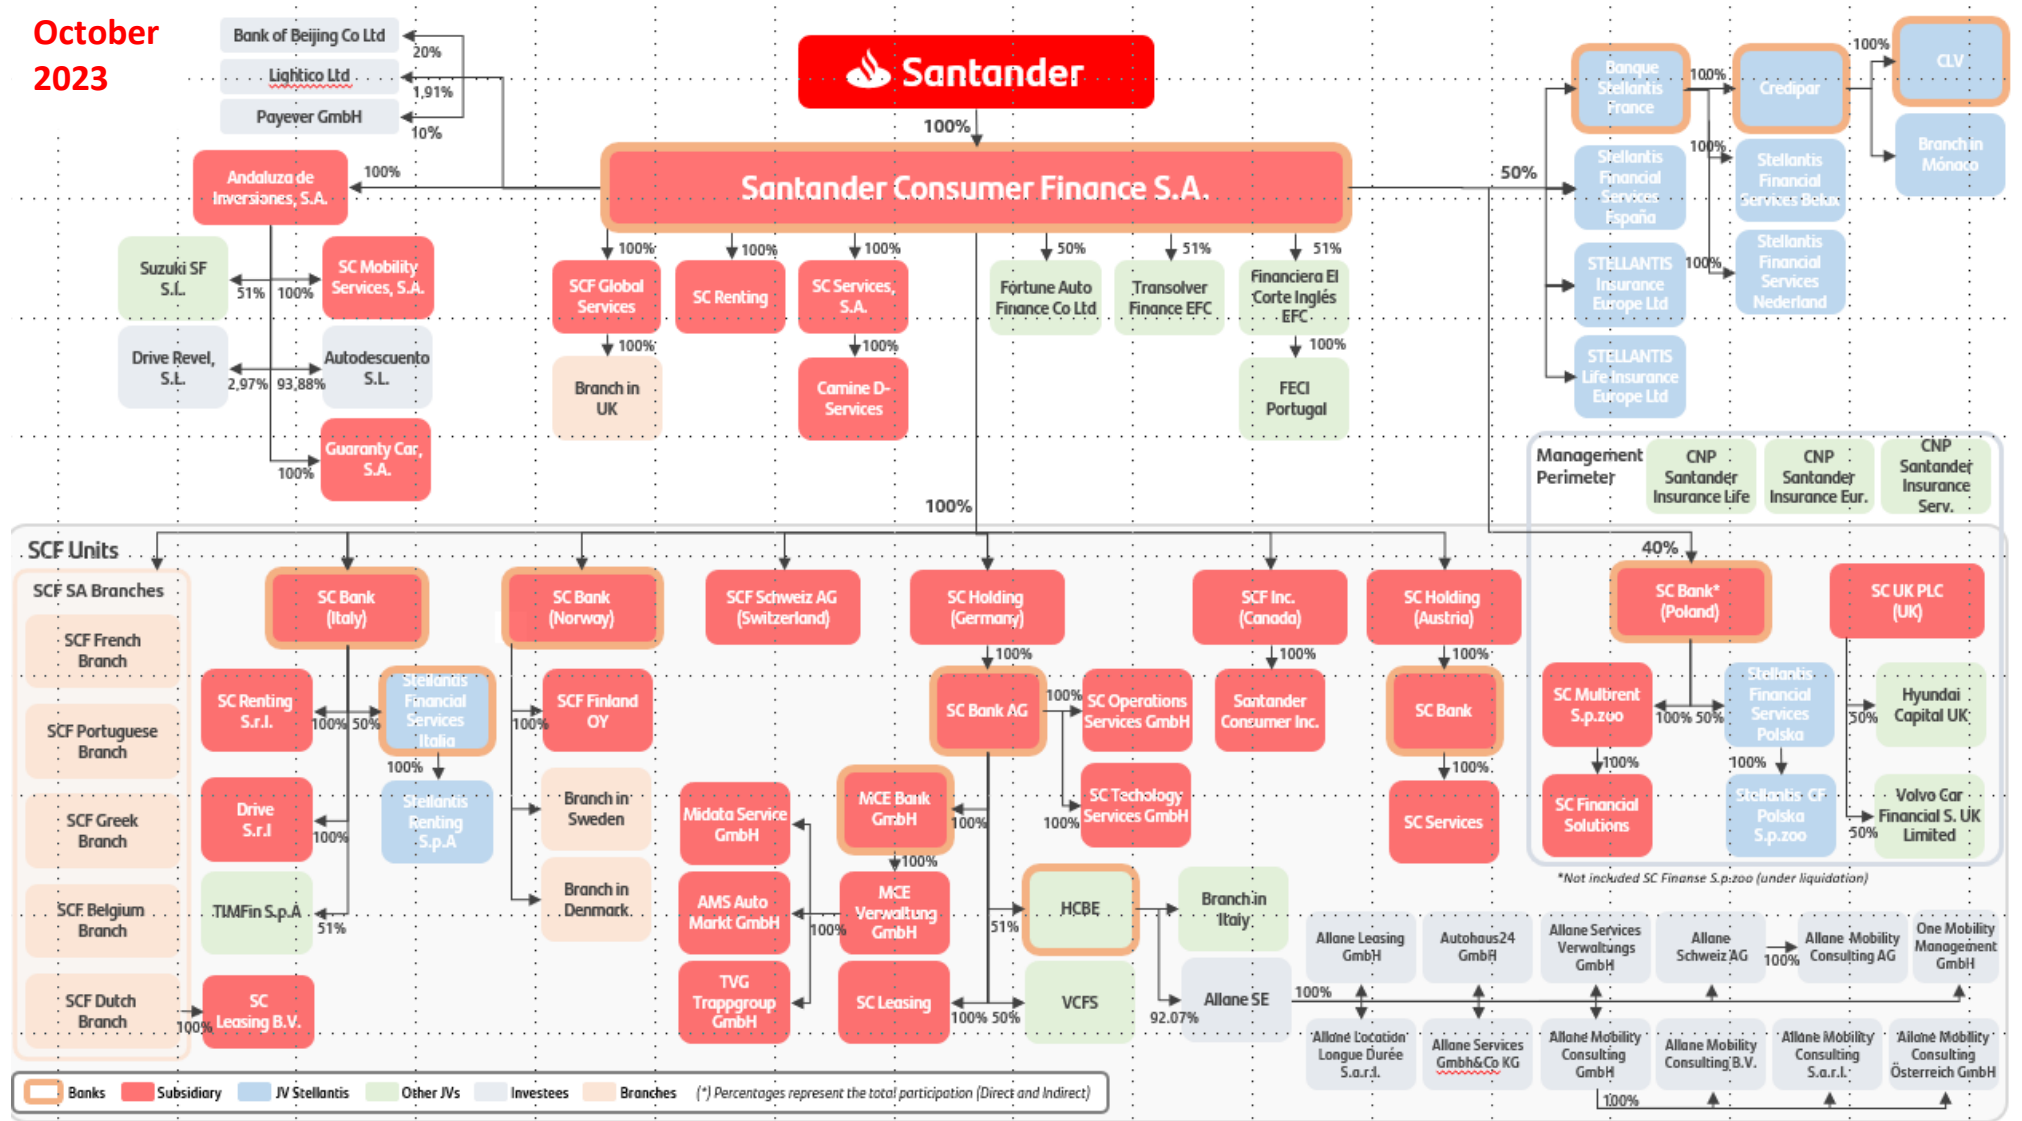 October
2023
Bank of Beijing Co Ltd
20%
Lightico Ltd
1,91%
Payever GmbH
10%
Santander
100%
Santander Consumer Finance S.A.
Andaluza de
Inversiones, S.A.
100%
Suzuki SF
S.L.
51%
100%
SC Mobility
Services, S.A.
Drive Revel,
S.L.
2,97%
93,88%
Autodescuento
S.L.
100%
Guaranty Car,
S.A.
100%
SCF Global
Services
100%
Branch in
UK
100%
SC Renting
100%
SC Services,
S.A.
100%
Camine D-
Services
50%
Fortune Auto
Finance Co Ltd
51%
Transolver
Finance EFC
51%
Financiera El
Corte Inglés
EFC
100%
FECI
Portugal
50%
Banque
Stellantis
France
100%
Credipar
100%
CLV
Branch in
Mónaco
Stellantis
Financial
Services
España
100%
Stellantis
Financial
Services Belux
STELLANTIS
Insurance
Europe Ltd
100%
Stellantis
Financial
Services
Nederland
STELLANTIS
Life Insurance
Europe Ltd
Management
Perimeter
CNP
Santander
Insurance Life
CNP
Santander
Insurance Eur.
CNP
Santander
Insurance
Serv.
100%
40%
SCF Units
SCF SA Branches
SCF French
Branch
SCF Portuguese
Branch
SCF Greek
Branch
SCF Belgium
Branch
SCF Dutch
Branch
100%
SC
Leasing B.V.
SC Bank
(Italy)
SC Renting
S.r.l.
100%
50%
Stellantis
Financial
Services
Italia
100%
Stellantis
Renting
S.p.A
Drive
S.r.l
100%
TIMFin S.p.A
51%
SC Bank
(Norway)
100%
SCF Finland
OY
Branch in
Sweden
Branch in
Denmark
SCF Schweiz AG
(Switzerland)
SC Holding
(Germany)
100%
SC Bank AG
100%
SC Operations
Services GmbH
100%
SC Techology
Services GmbH
MCE Bank
GmbH
100%
100%
MCE
Verwaltung
GmbH
100%
Midata Service
GmbH
AMS Auto
Markt GmbH
TVG
Trappgroup
GmbH
SC Leasing
100%
50%
VCFS
51%
HCBE
Branch in
Italy
92.07%
Allane SE
100%
SCF Inc.
(Canada)
100%
Santander
Consumer Inc.
SC Holding
(Austria)
100%
SC Bank
100%
SC Services
SC Bank*
(Poland)
SC Multirent
S.p.zoo
100%
50%
Stellantis
Financial
Services
Polska
100%
SC Financial
Solutions
100%
Stellantis CF
Polska
S.p.zoo
SC UK PLC
(UK)
50%
Hyundai
Capital UK
50%
Volvo Car
Financial S. UK
Limited
*Not included SC Finanse S.p.zoo (under liquidation)
Allane Leasing
GmbH
Autohaus24
GmbH
Allane Services
Verwaltungs
GmbH
Allane
Schweiz AG
100%
Allane Mobility
Consulting AG
One Mobility
Management
GmbH
Allane Location
Longue Durée
S.a.r.l.
Allane Services
Gmbh&Co KG
Allane Mobility
Consulting
GmbH
Allane Mobility
Consulting B.V.
Allane Mobility
Consulting
S.a.r.l.
Allane Mobility
Consulting
Österreich GmbH
100%
Banks
Subsidiary
JV Stellantis
Other JVs
Investees
Branches
(*) Percentages represent the total participation (Direct and Indirect)